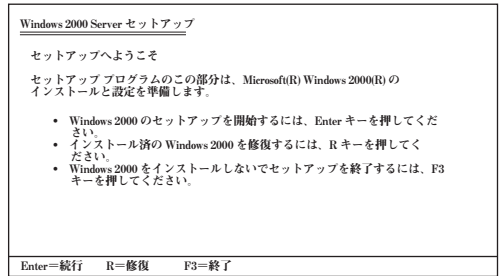 Windows 2000 Server セットアップ
セットアップへようこそ
セットアップ プログラムのこの部分は、Microsoft(R) Windows 2000(R) の
インストールと設定を準備します。
• Windows 2000 のセットアップを開始するには、Enter キーを押してくだ
さい。
• インストール済の Windows 2000 を修復するには、R キーを押してく
ださい。
• Windows 2000 をインストールしないでセットアップを終了するには、F3
キーを押してください。
Enter＝続行 R＝修復 F3＝終了